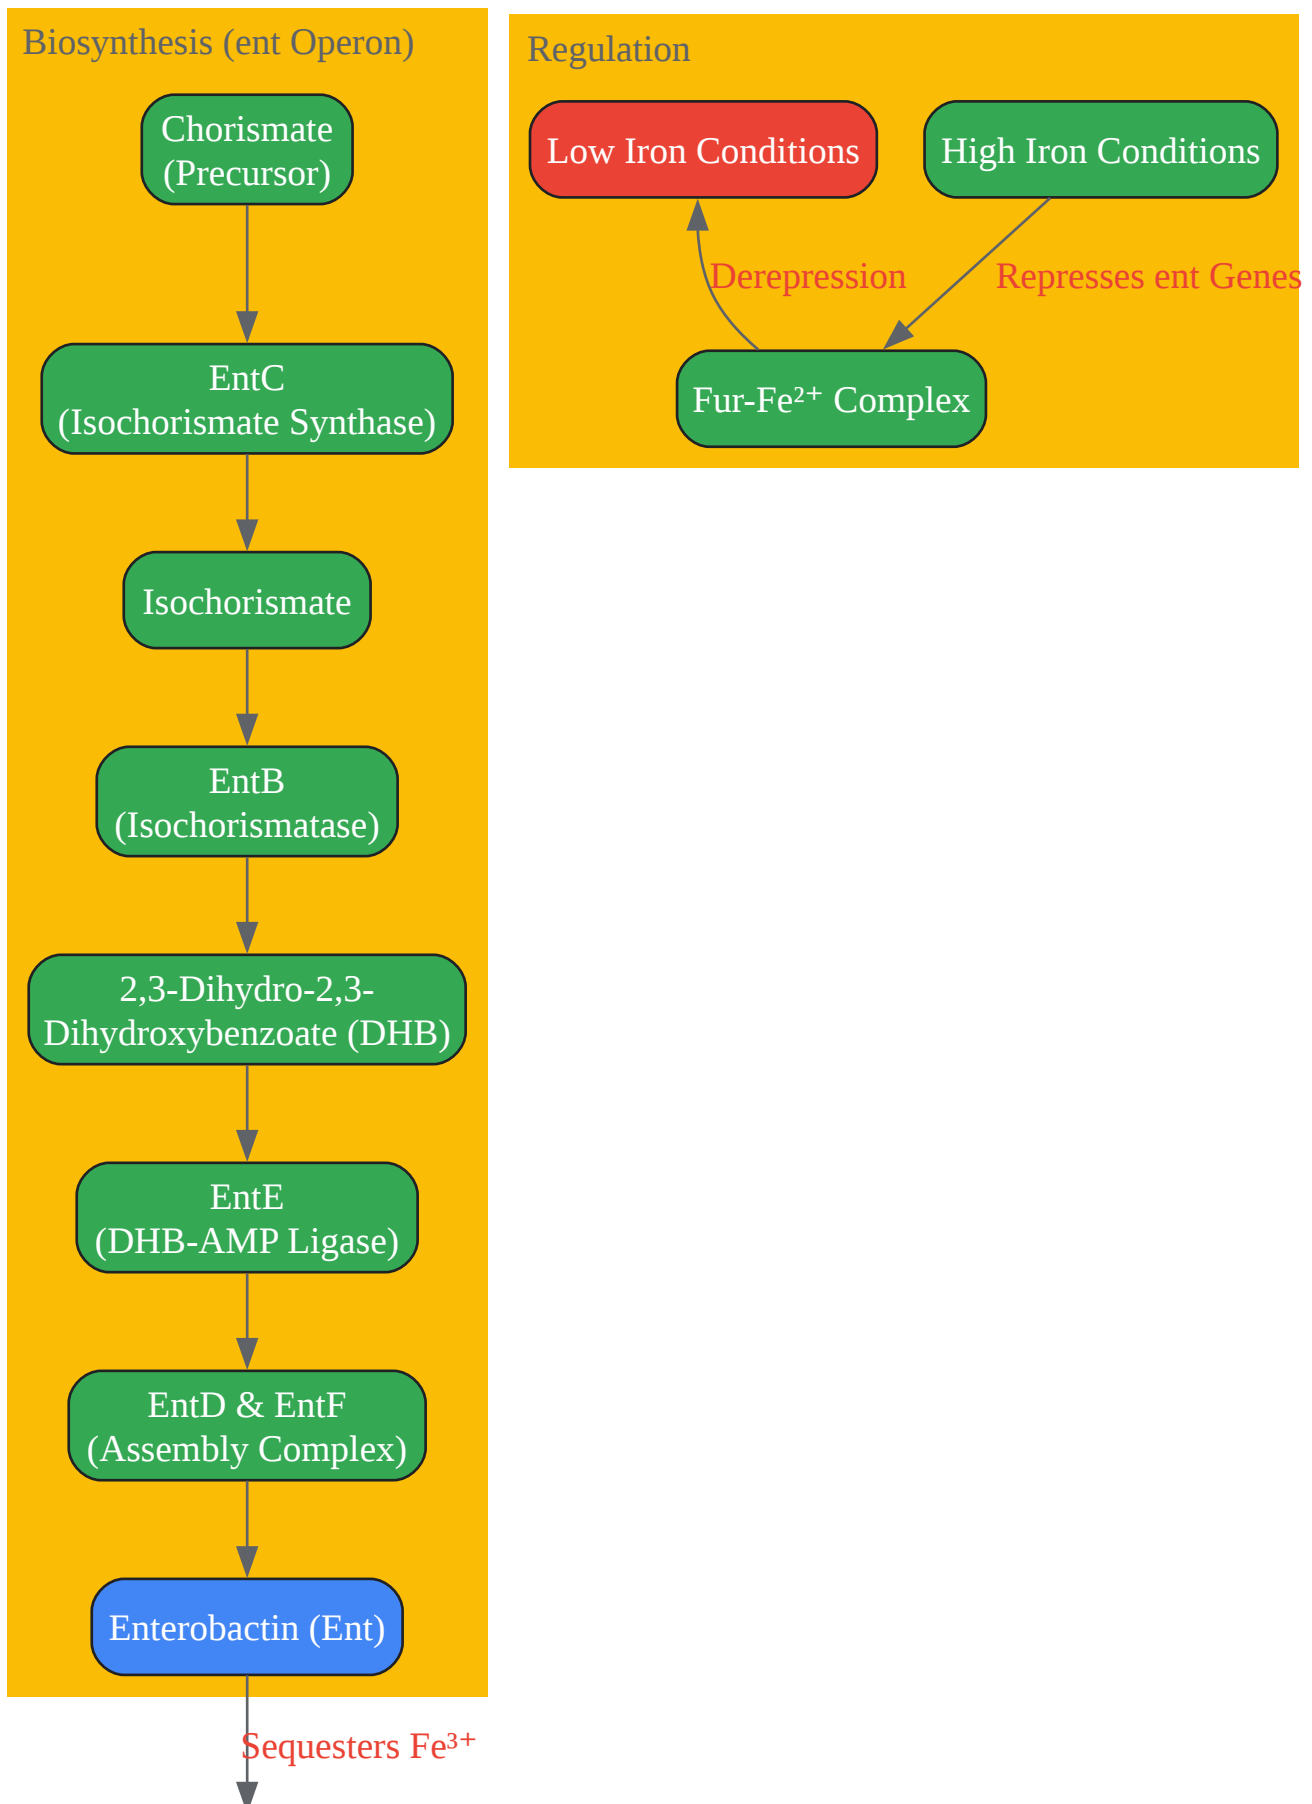 Biosynthesis (ent Operon)
Chorismate
(Precursor)
EntC
(Isochorismate Synthase)
Isochorismate
EntB
(Isochorismatase)
2,3-Dihydro-2,3-
Dihydroxybenzoate (DHB)
EntE
(DHB-AMP Ligase)
EntD & EntF
(Assembly Complex)
Enterobactin (Ent)
Sequesters Fe³⁺
Regulation
Low Iron Conditions
High Iron Conditions
Derepression
Represses ent Genes
Fur-Fe²⁺ Complex